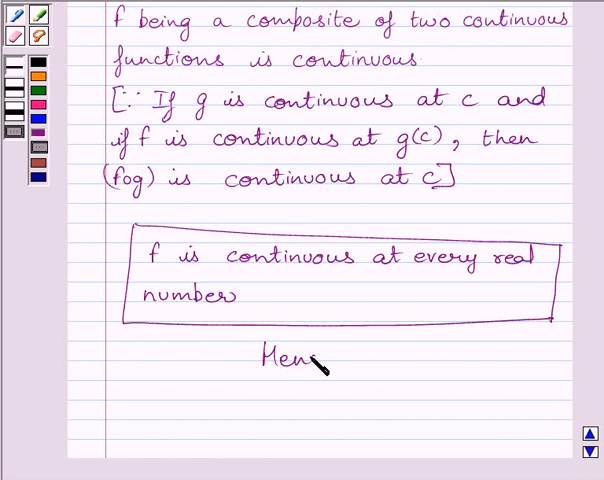 f being a composite of two continuous
functions is continuous.
[∵ If g is continuous at c and
if f is continuous at g(c), then
(fog) is continuous at c]
f is continuous at every real
number
Hen